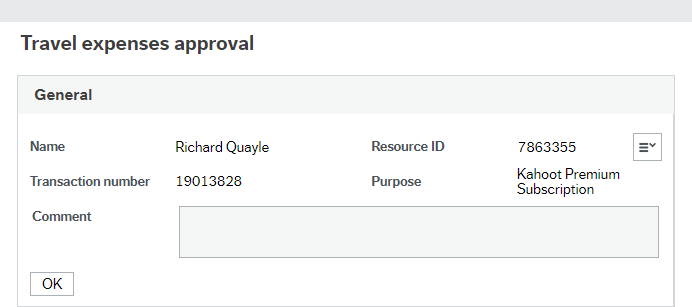 Travel expenses approval
General
Name Richard Quayle Resource ID 7863355
Transaction number 19013828 Purpose Kahoot Premium
Subscription
Comment
OK